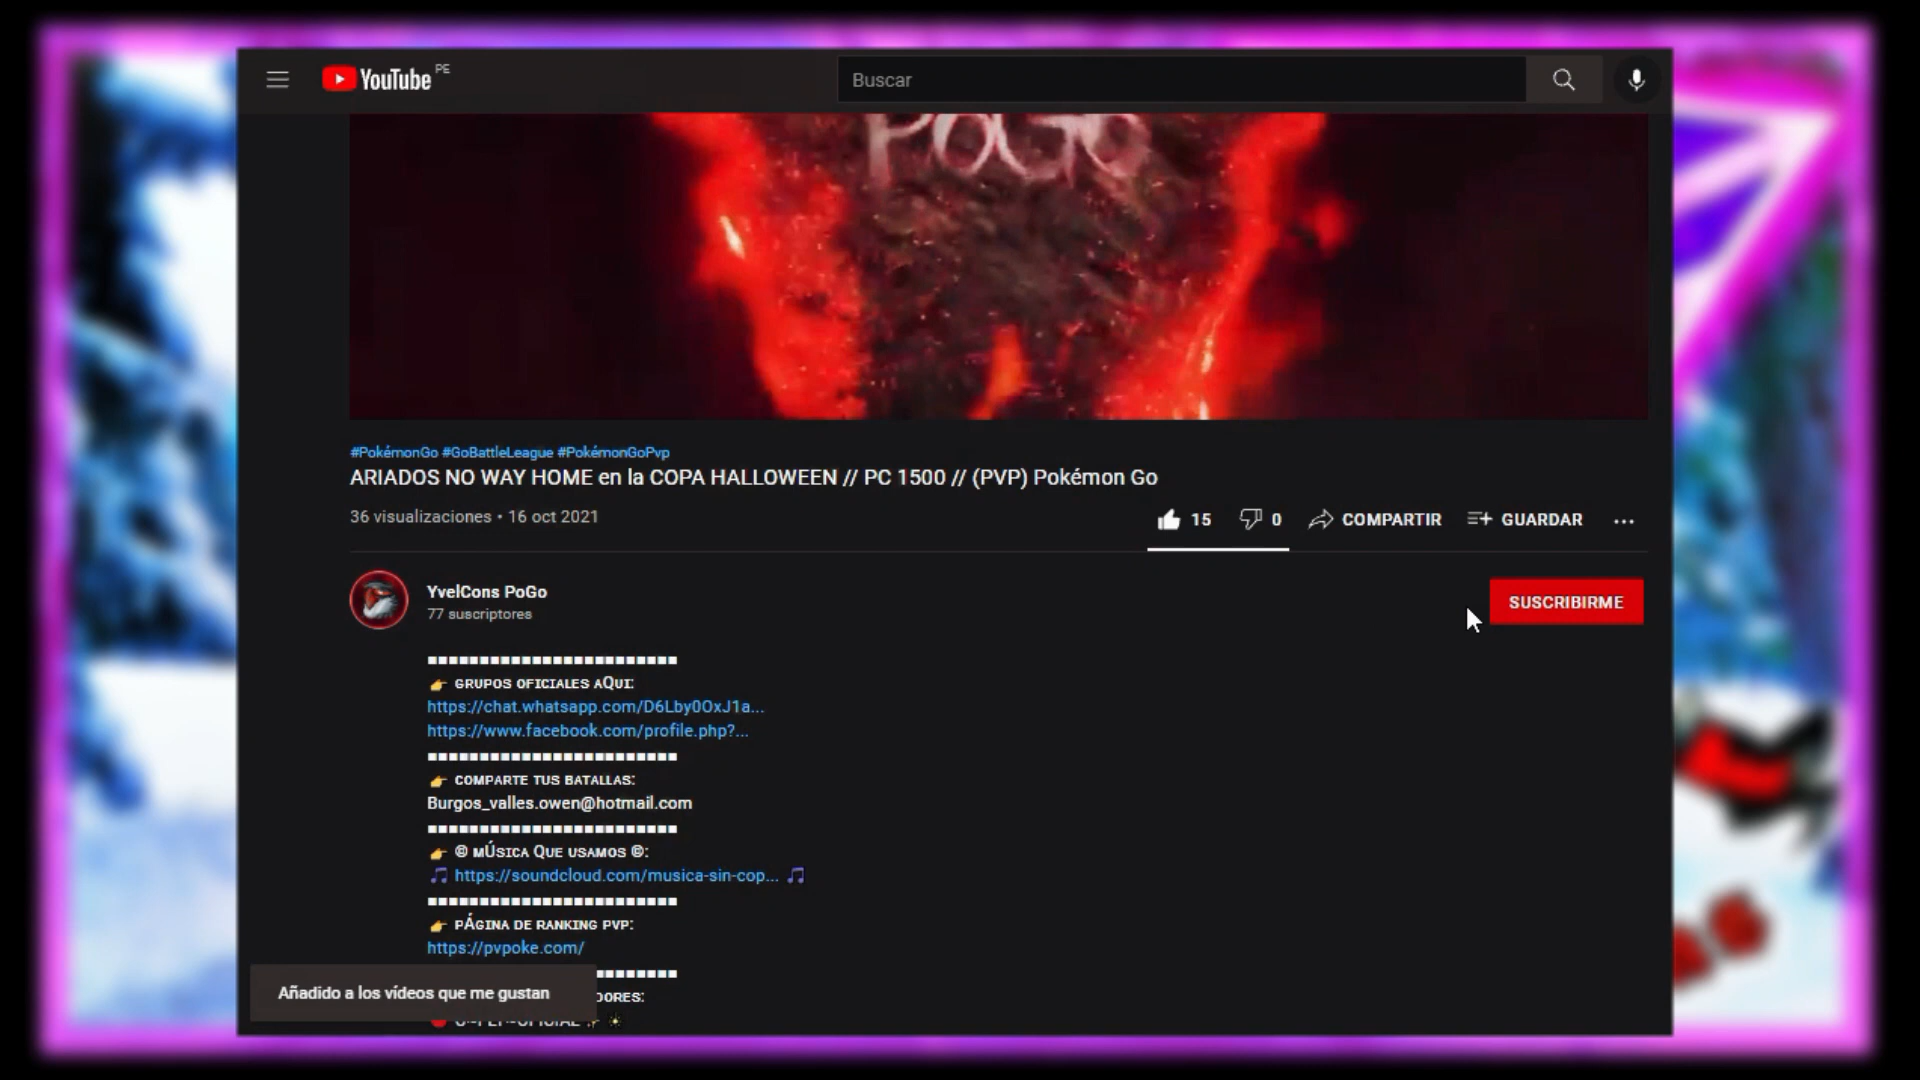 YouTube PE
Buscar
PoGo
#PokémonGo #GoBattleLeague #PokémonGoPvp
ARIADOS NO WAY HOME en la COPA HALLOWEEN // PC 1500 // (PVP) Pokémon Go
36 visualizaciones • 16 oct 2021
15 0 COMPARTIR GUARDAR ...
YvelCons PoGo
77 suscriptores
SUSCRIBIRME
👉 GRUPOS OFICIALES AQUI:
https://chat.whatsapp.com/D6Lby0OxJ1a...
https://www.facebook.com/profile.php?...
👉 COMPARTE TUS BATALLAS:
Burgos_valles.owen@hotmail.com
👉 © MÚSICA QUE USAMOS ©:
🎵 https://soundcloud.com/musica-sin-cop... 🎵
👉 PÁGINA DE RANKING PVP:
https://pvpoke.com/
Añadido a los vídeos que me gustan
DORES: